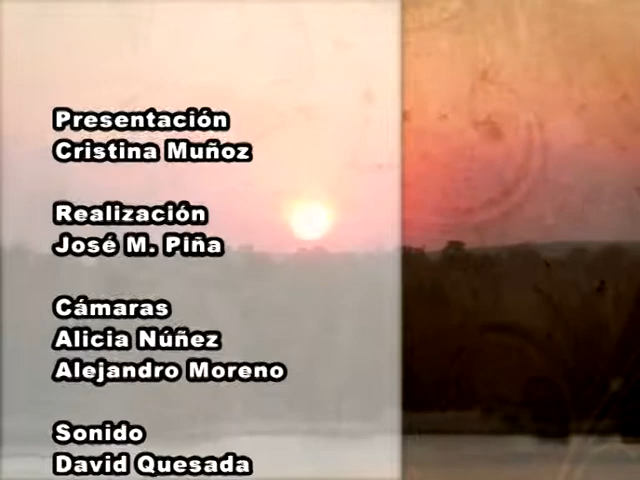 Presentación
Cristina Muñoz
Realización
José M. Piña
Cámaras
Alicia Núñez
Alejandro Moreno
Sonido
David Quesada